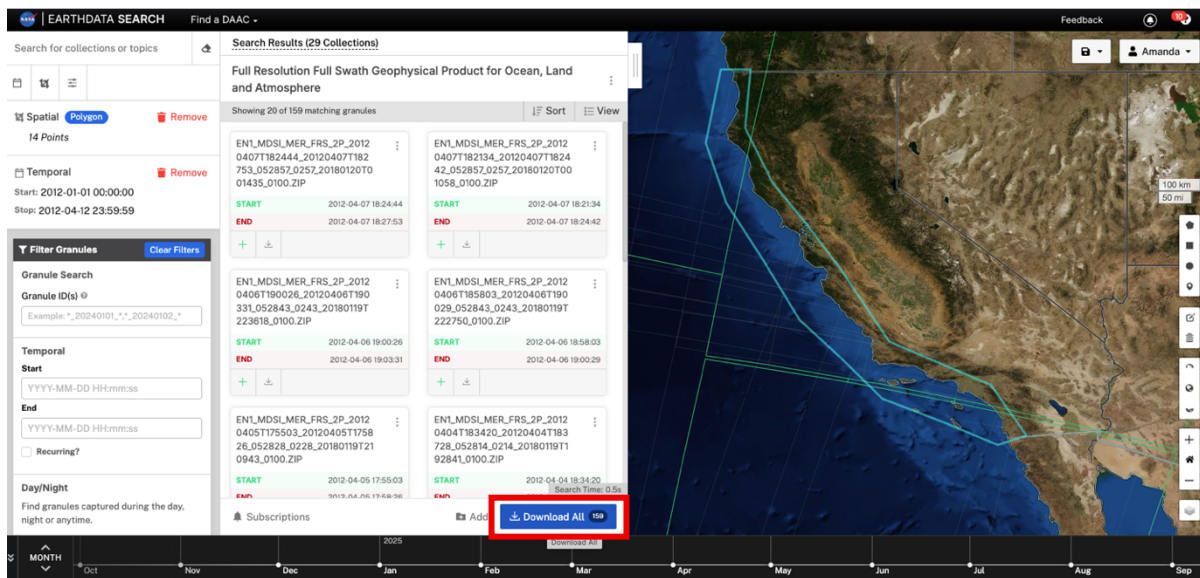 NASA
EARTHDATA SEARCH
Find a DAAC
Feedback
10
Search for collections or topics
Search Results (29 Collections)
Amanda
Full Resolution Full Swath Geophysical Product for Ocean, Land
and Atmosphere
Spatial Polygon Remove
14 Points
Temporal Remove
Start: 2012-01-01 00:00:00
Stop: 2012-04-12 23:59:59
Filter Granules Clear Filters
Granule Search
Granule ID(s)
Example: *_20240101_*,*_20240102_*
Temporal
Start
YYYY-MM-DD HH:mm:ss
End
YYYY-MM-DD HH:mm:ss
Recurring?
Day/Night
Find granules captured during the day,
night or anytime.
Showing 20 of 159 matching granules Sort View
EN1_MDSI_MER_FRS_2P_2012
0407T182444_20120407T182
753_052857_0257_20180120T0
01435_0100.ZIP
START 2012-04-07 18:24:44
END 2012-04-07 18:27:53
EN1_MDSI_MER_FRS_2P_2012
0407T182134_20120407T1824
42_052857_0257_20180120T00
1058_0100.ZIP
START 2012-04-07 18:21:34
END 2012-04-07 18:24:42
EN1_MDSI_MER_FRS_2P_2012
0406T190026_20120406T190
331_052843_0243_20180119T
223618_0100.ZIP
START 2012-04-06 19:00:26
END 2012-04-06 19:03:31
EN1_MDSI_MER_FRS_2P_2012
0406T185803_20120406T190
029_052843_0243_20180119T
222750_0100.ZIP
START 2012-04-06 18:58:03
END 2012-04-06 19:00:29
EN1_MDSI_MER_FRS_2P_2012
0405T175503_20120405T1758
26_052828_0228_20180119T21
0943_0100.ZIP
START 2012-04-05 17:55:03
END 2012-04-05 17:58:26
EN1_MDSI_MER_FRS_2P_2012
0404T183420_20120404T183
728_052814_0214_20180119T1
92841_0100.ZIP
START 2012-04-04 18:34:20
END
Search Time: 0.5s
Subscriptions
Add
Download All 159
Download All
100 km
50 mi
MONTH
2025
Oct Nov Dec Jan Feb Mar Apr May Jun Jul Aug Sep